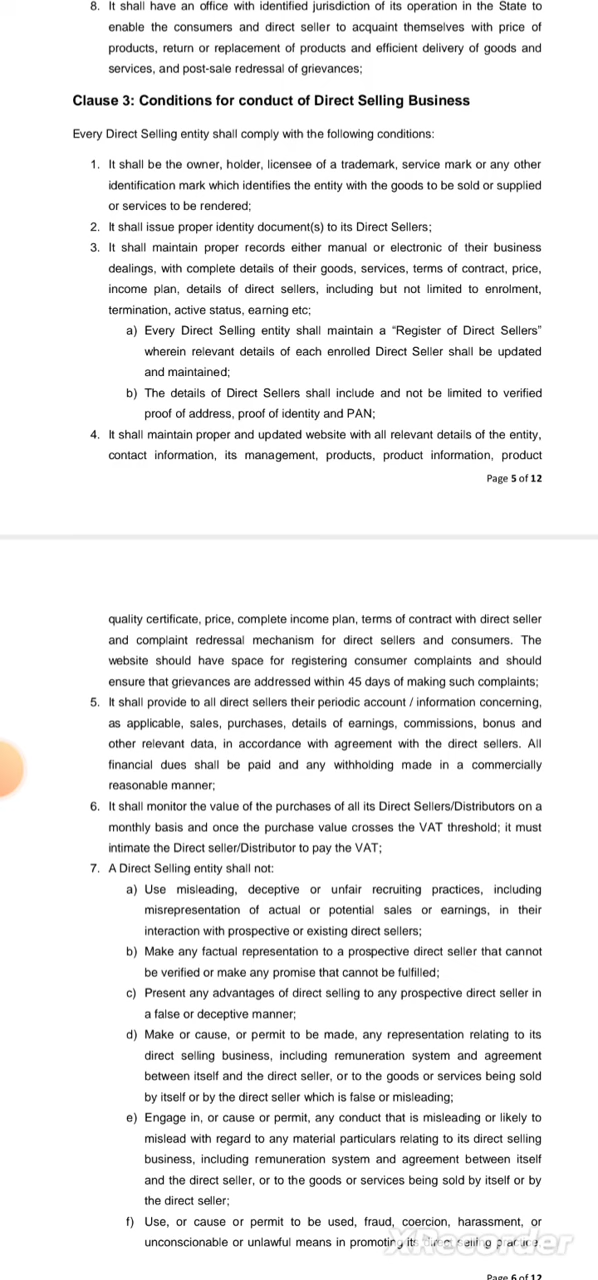 8. It shall have an office with identified jurisdiction of its operation in the State to
enable the consumers and direct seller to acquaint themselves with price of
products, return or replacement of products and efficient delivery of goods and
services, and post-sale redressal of grievances;
Clause 3: Conditions for conduct of Direct Selling Business
Every Direct Selling entity shall comply with the following conditions:
1. It shall be the owner, holder, licensee of a trademark, service mark or any other
identification mark which identifies the entity with the goods to be sold or supplied
or services to be rendered;
2. It shall issue proper identity document(s) to its Direct Sellers;
3. It shall maintain proper records either manual or electronic of their business
dealings, with complete details of their goods, services, terms of contract, price,
income plan, details of direct sellers, including but not limited to enrolment,
termination, active status, earning etc;
a) Every Direct Selling entity shall maintain a “Register of Direct Sellers”
wherein relevant details of each enrolled Direct Seller shall be updated
and maintained;
b) The details of Direct Sellers shall include and not be limited to verified
proof of address, proof of identity and PAN;
4. It shall maintain proper and updated website with all relevant details of the entity,
contact information, its management, products, product information, product
Page 5 of 12
quality certificate, price, complete income plan, terms of contract with direct seller
and complaint redressal mechanism for direct sellers and consumers. The
website should have space for registering consumer complaints and should
ensure that grievances are addressed within 45 days of making such complaints;
5. It shall provide to all direct sellers their periodic account / information concerning,
as applicable, sales, purchases, details of earnings, commissions, bonus and
other relevant data, in accordance with agreement with the direct sellers. All
financial dues shall be paid and any withholding made in a commercially
reasonable manner;
6. It shall monitor the value of the purchases of all its Direct Sellers/Distributors on a
monthly basis and once the purchase value crosses the VAT threshold; it must
intimate the Direct seller/Distributor to pay the VAT;
7. A Direct Selling entity shall not:
a) Use misleading, deceptive or unfair recruiting practices, including
misrepresentation of actual or potential sales or earnings, in their
interaction with prospective or existing direct sellers;
b) Make any factual representation to a prospective direct seller that cannot
be verified or make any promise that cannot be fulfilled;
c) Present any advantages of direct selling to any prospective direct seller in
a false or deceptive manner;
d) Make or cause, or permit to be made, any representation relating to its
direct selling business, including remuneration system and agreement
between itself and the direct seller, or to the goods or services being sold
by itself or by the direct seller which is false or misleading;
e) Engage in, or cause or permit, any conduct that is misleading or likely to
mislead with regard to any material particulars relating to its direct selling
business, including remuneration system and agreement between itself
and the direct seller, or to the goods or services being sold by itself or by
the direct seller;
f) Use, or cause or permit to be used, fraud, coercion, harassment, or
unconscionable or unlawful means in promoting its direct selling practice,
XRecorder
Page 6 of 12